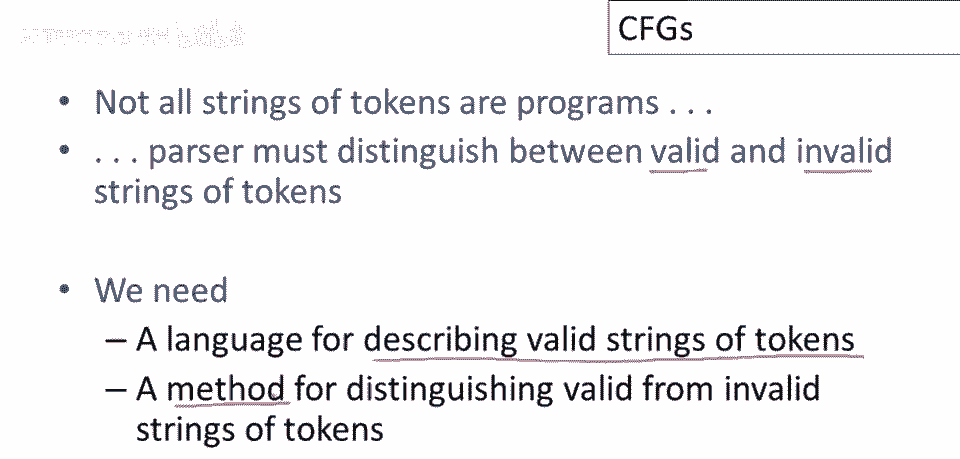 CFGs
• Not all strings of tokens are programs . . .
• . . . parser must distinguish between valid and invalid
strings of tokens
• We need
– A language for describing valid strings of tokens
– A method for distinguishing valid from invalid
strings of tokens